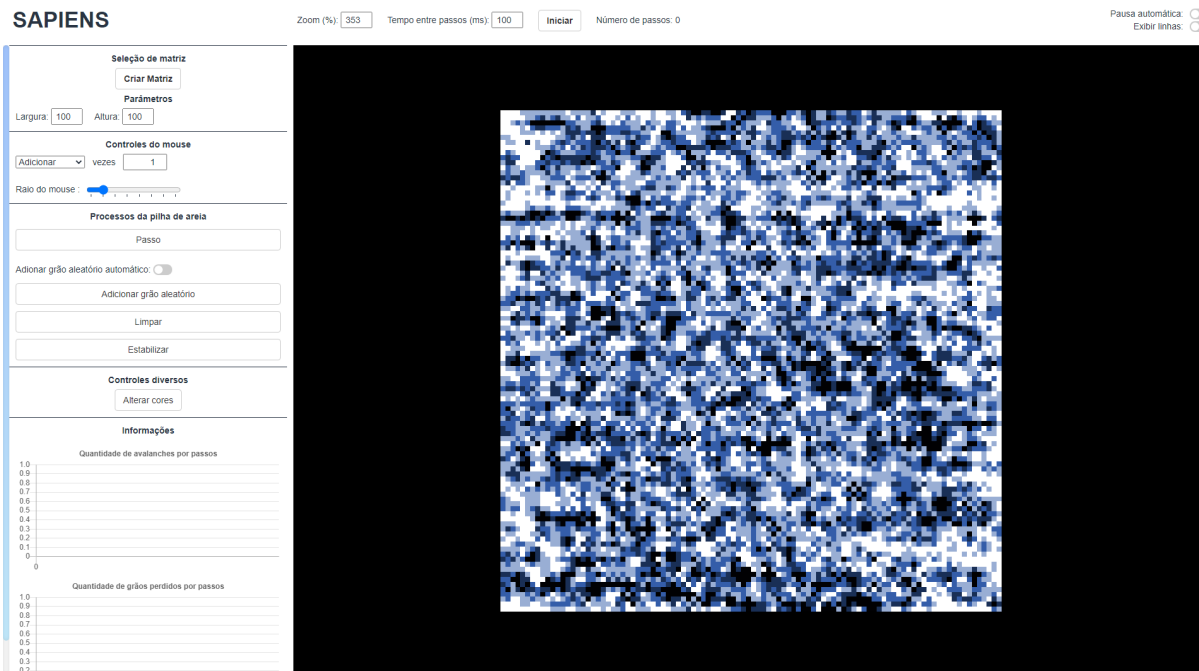 SAPIENS
Zoom (%): 353 Tempo entre passos (ms): 100 Iniciar Número de passos: 0
Pausa automática:
Exibir linhas:
Seleção de matriz
Criar Matriz
Parâmetros
Largura: 100 Altura: 100
Controles do mouse
Adicionar vezes 1
Raio do mouse :
Processos da pilha de areia
Passo
Adionar grão aleatório automático:
Adicionar grão aleatório
Limpar
Estabilizar
Controles diversos
Alterar cores
Informações
Quantidade de avalanches por passos
1.0
0.9
0.8
0.7
0.6
0.5
0.4
0.3
0.2
0.1
0
0
Quantidade de grãos perdidos por passos
1.0
0.9
0.8
0.7
0.6
0.5
0.4
0.3
0.2